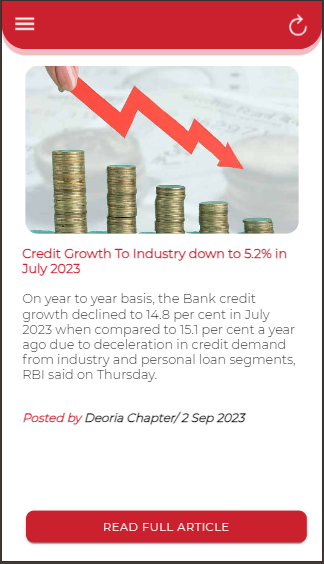 Credit Growth To Industry down to 5.2% in
July 2023
On year to year basis, the Bank credit
growth declined to 14.8 per cent in July
2023 when compared to 15.1 per cent a year
ago due to deceleration in credit demand
from industry and personal loan segments,
RBI said on Thursday.
Posted by Deoria Chapter/ 2 Sep 2023
READ FULL ARTICLE